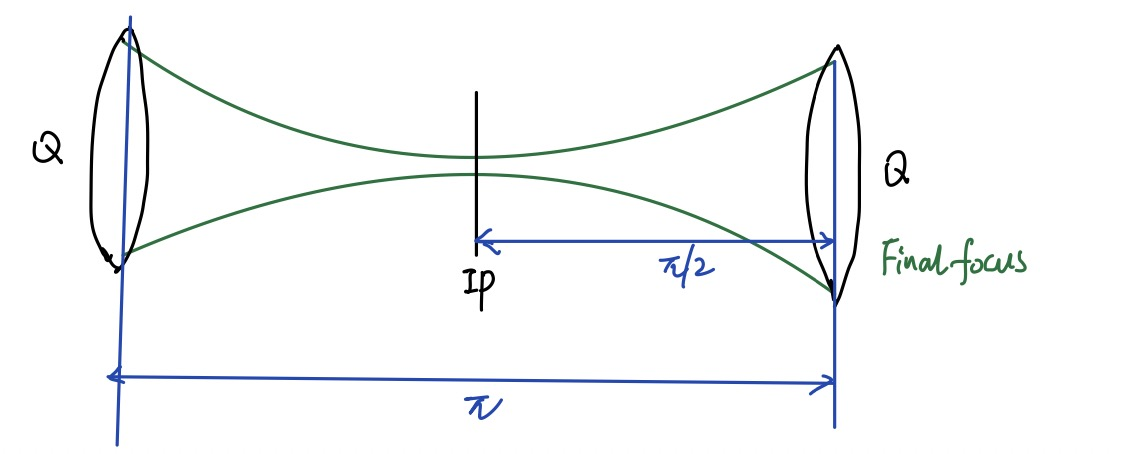 Q
Q
Final focus
π/2
Ip
π